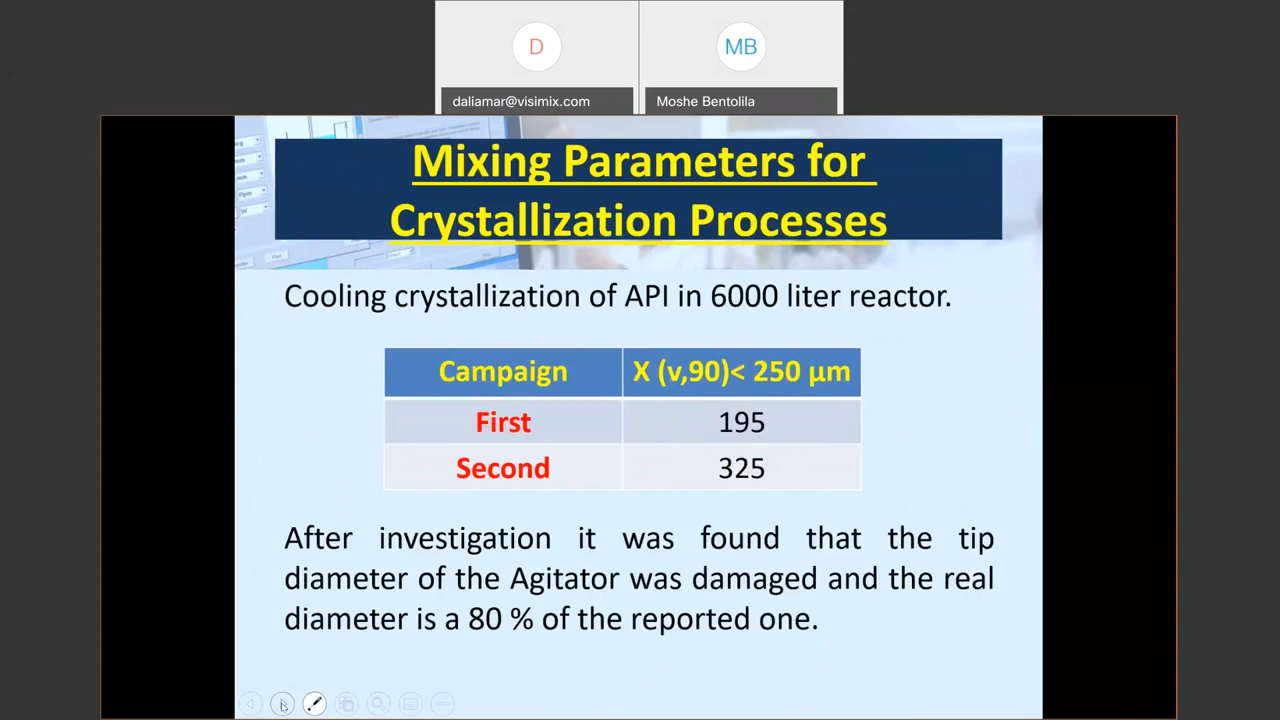 D
MB
daliamar@visimix.com
Moshe Bentolila
Mixing Parameters for
Crystallization Processes
Cooling crystallization of API in 6000 liter reactor.
Campaign X (v,90)< 250 µm
First 195
Second 325
After investigation it was found that the tip
diameter of the Agitator was damaged and the real
diameter is a 80 % of the reported one.